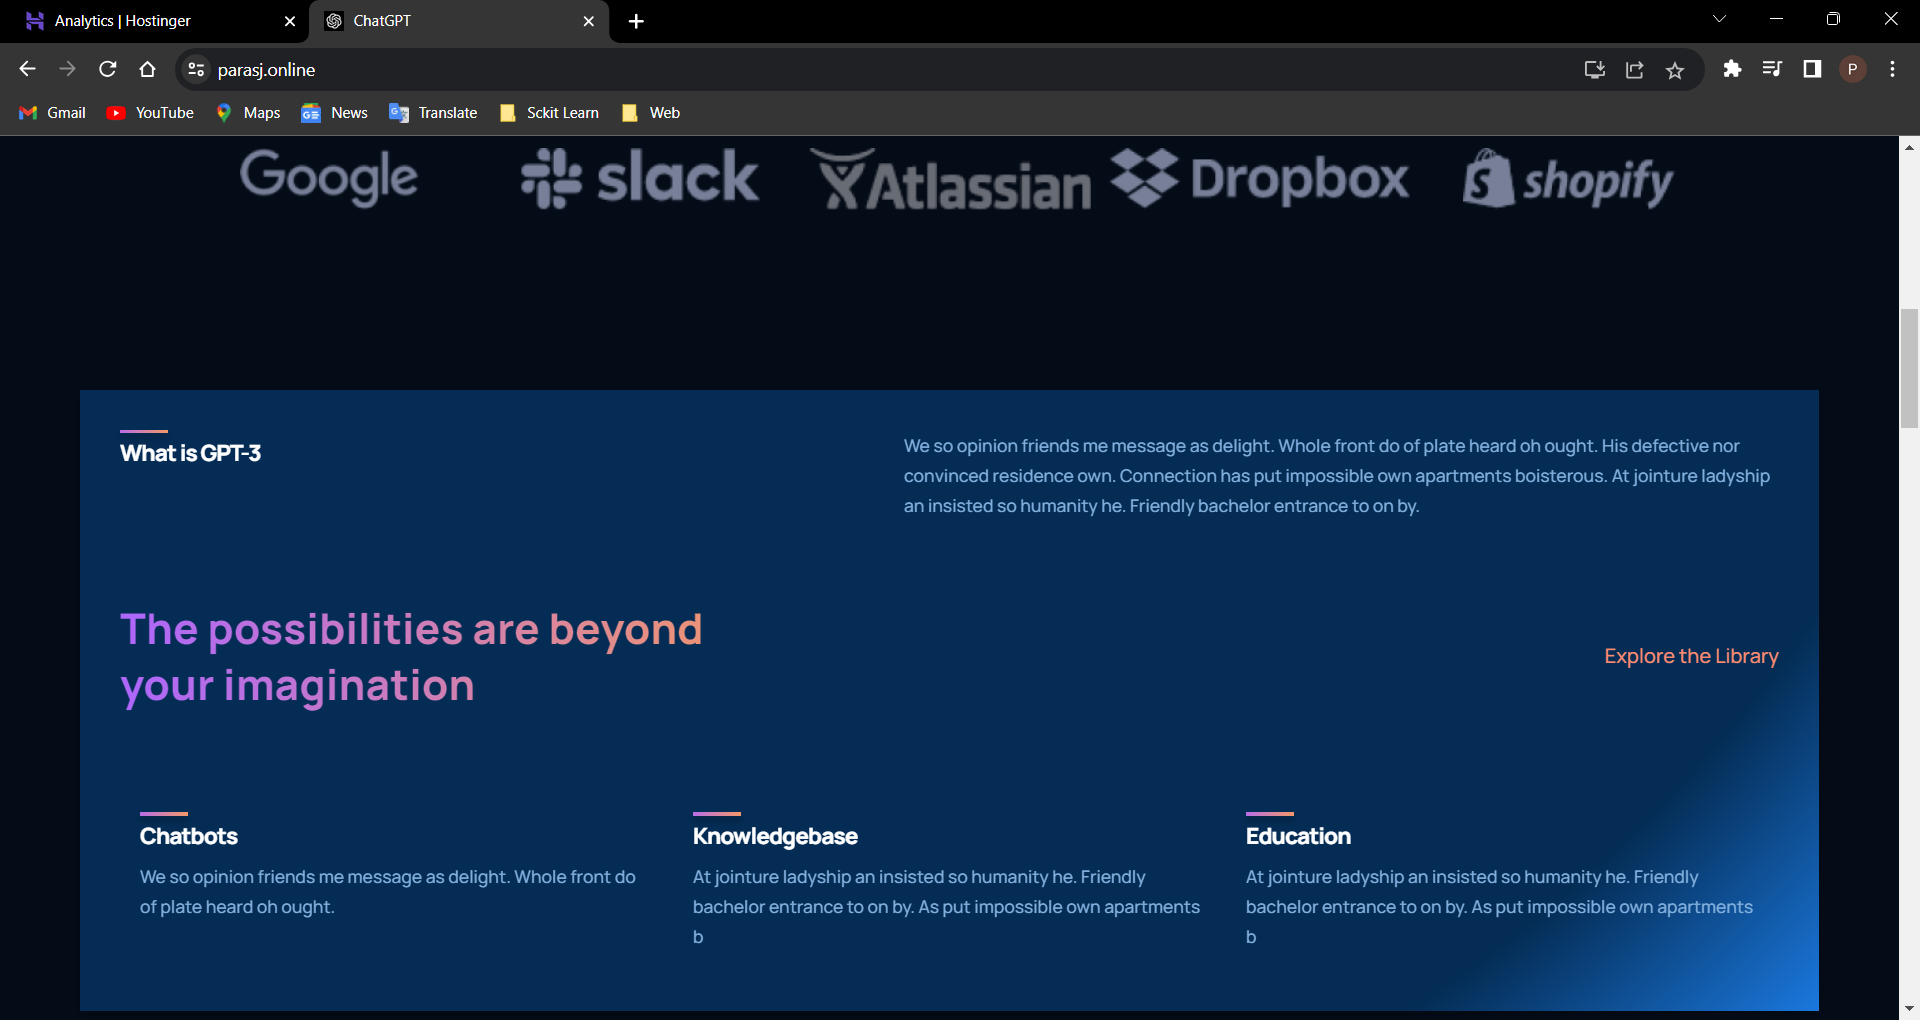 Analytics | Hostinger
ChatGPT
parasj.online
P
Gmail
YouTube
Maps
News
Translate
Sckit Learn
Web
Google
slack
Atlassian
Dropbox
shopify
What is GPT-3
We so opinion friends me message as delight. Whole front do of plate heard oh ought. His defective nor
convinced residence own. Connection has put impossible own apartments boisterous. At jointure ladyship
an insisted so humanity he. Friendly bachelor entrance to on by.
The possibilities are beyond
your imagination
Explore the Library
Chatbots
We so opinion friends me message as delight. Whole front do
of plate heard oh ought.
Knowledgebase
At jointure ladyship an insisted so humanity he. Friendly
bachelor entrance to on by. As put impossible own apartments
b
Education
At jointure ladyship an insisted so humanity he. Friendly
bachelor entrance to on by. As put impossible own apartments
b